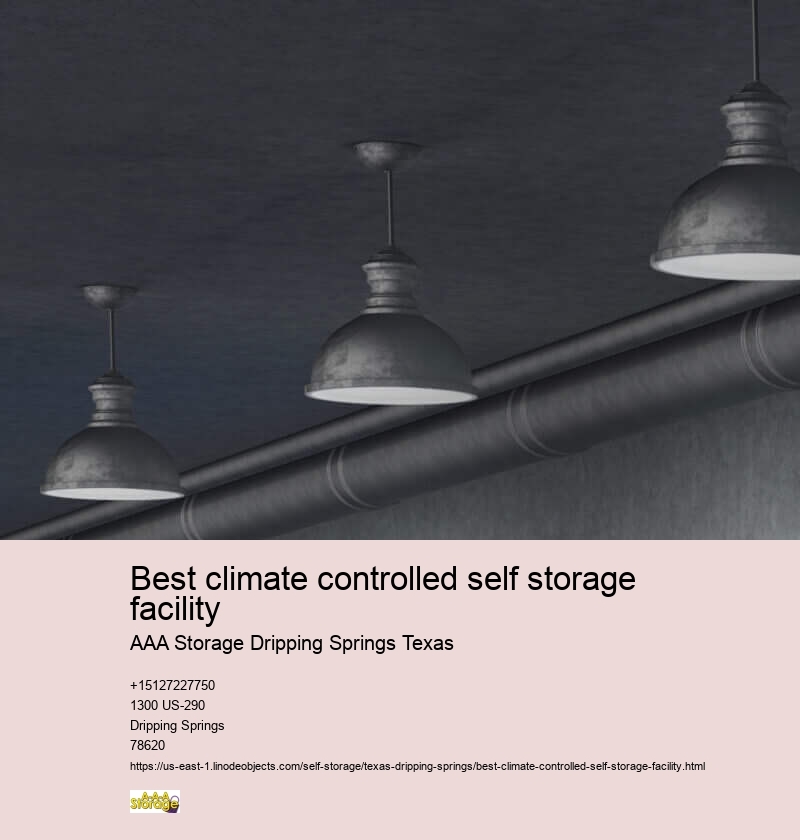 Best climate controlled self storage
facility
AAA Storage Dripping Springs Texas
+15127227750
1300 US-290
Dripping Springs
78620
https://us-east-1.linodeobjects.com/self-storage/texas-dripping-springs/best-climate-controlled-self-storage-facility.html
AAA
Storage